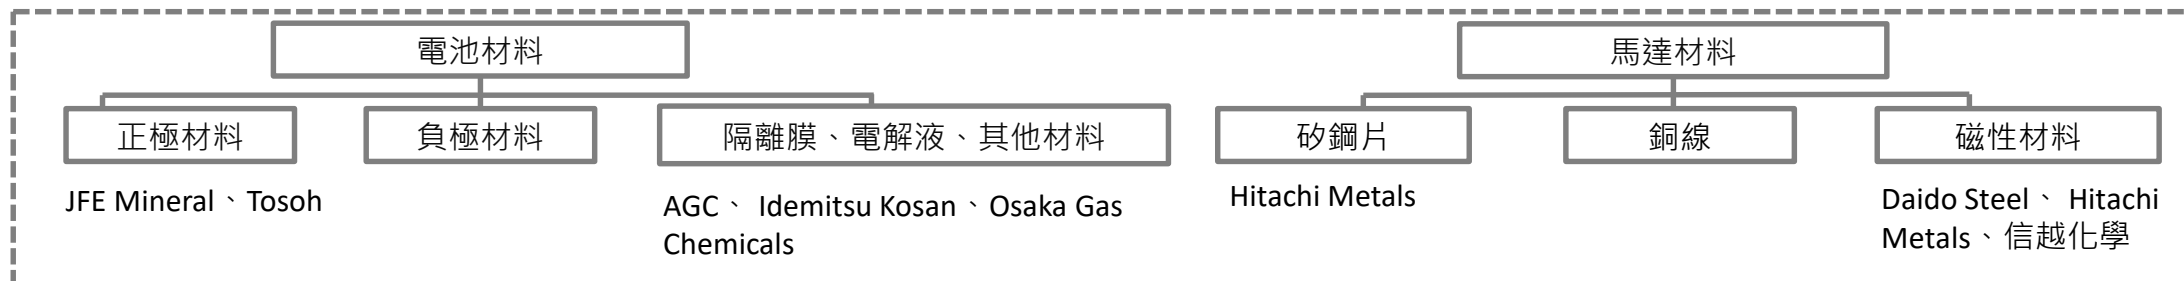 電池材料
馬達材料
正極材料
負極材料
隔離膜、電解液、其他材料
矽鋼片
銅線
磁性材料
JFE Mineral、Tosoh
AGC、 Idemitsu Kosan、Osaka Gas
Chemicals
Hitachi Metals
Daido Steel、 Hitachi
Metals、信越化學